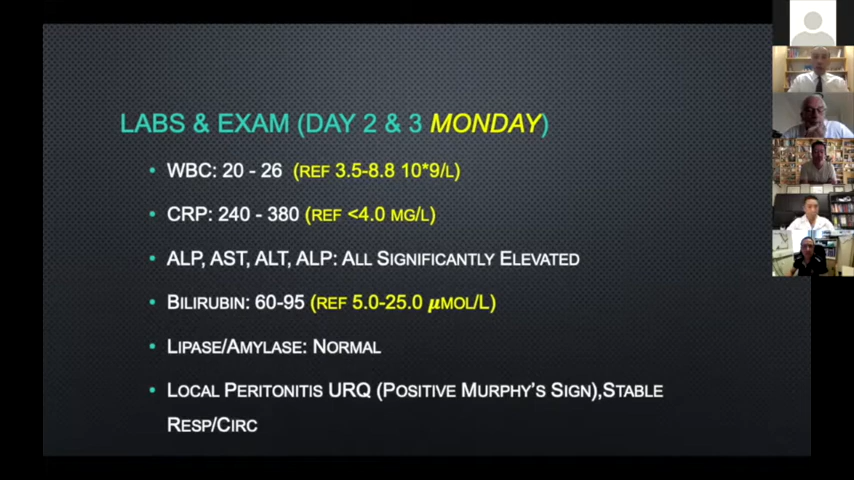 LABS & EXAM (DAY 2 & 3 MONDAY)
• WBC: 20 - 26 (REF 3.5-8.8 10*9/L)
• CRP: 240 - 380 (REF <4.0 MG/L)
• ALP, AST, ALT, ALP: ALL SIGNIFICANTLY ELEVATED
• BILIRUBIN: 60-95 (REF 5.0-25.0 𝝁MOL/L)
• LIPASE/AMYLASE: NORMAL
• LOCAL PERITONITIS URQ (POSITIVE MURPHY'S SIGN),STABLE
RESP/CIRC